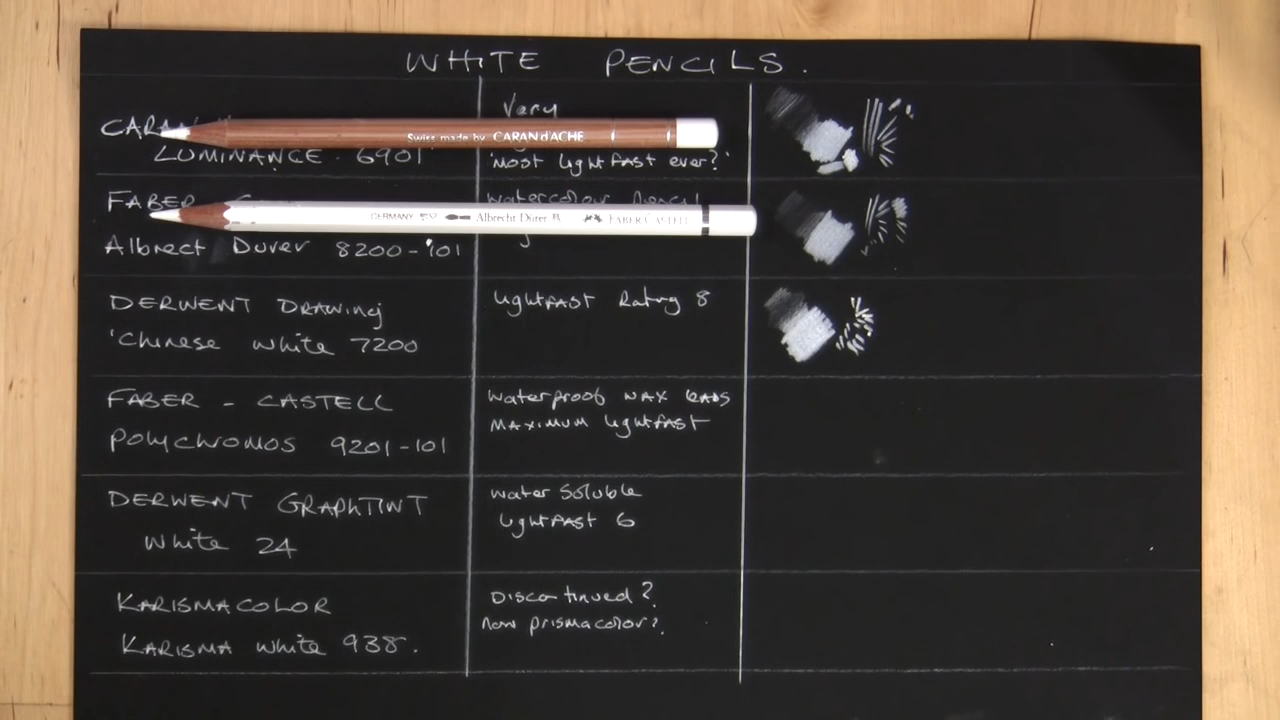 WHITE PENCILS.
Very
CARA
Swiss made by CARAN d'ACHE
LUMINANCE . 6901
'most lightfast ever?'
FABER
watercolour pencil
GERMANY Albrecht Dürer FABER-CASTELL
Albrect Durer 8200-101
DERWENT DRAWING
'Chinese white 7200
lightfast Rating 8
FABER - CASTELL
Polychromos 9201-101
waterproof wax leads
MAXIMUM lightfast
DERWENT GRAPHTINT
white 24
water soluble
lightfast 6
KARISMACOLOR
KARISMA white 938.
Discontinued?
now prismacolor?